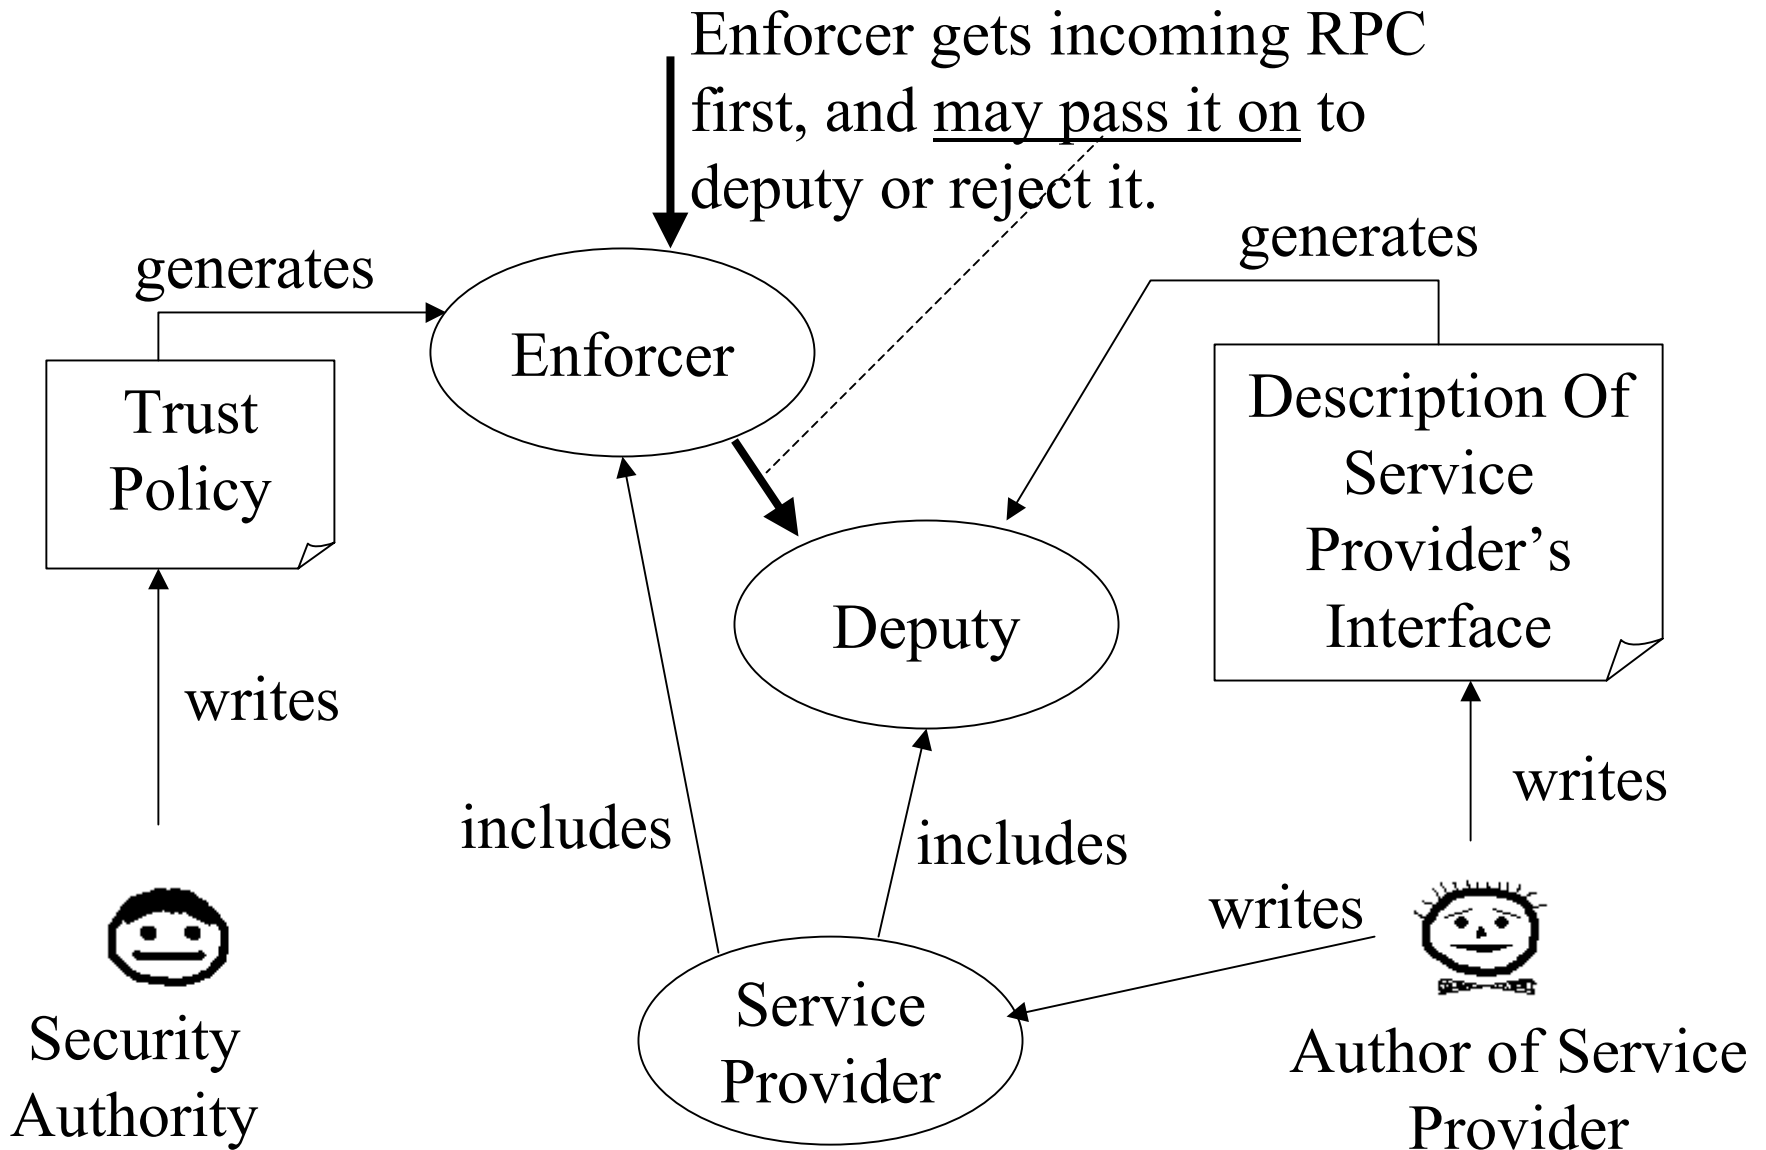 Enforcer gets incoming RPC
first, and may pass it on to
deputy or reject it.
generates
generates
Enforcer
Trust
Policy
Description Of
Service
Provider’s
Interface
Deputy
writes
writes
includes
includes
writes
Service
Provider
Security
Authority
Author of Service
Provider